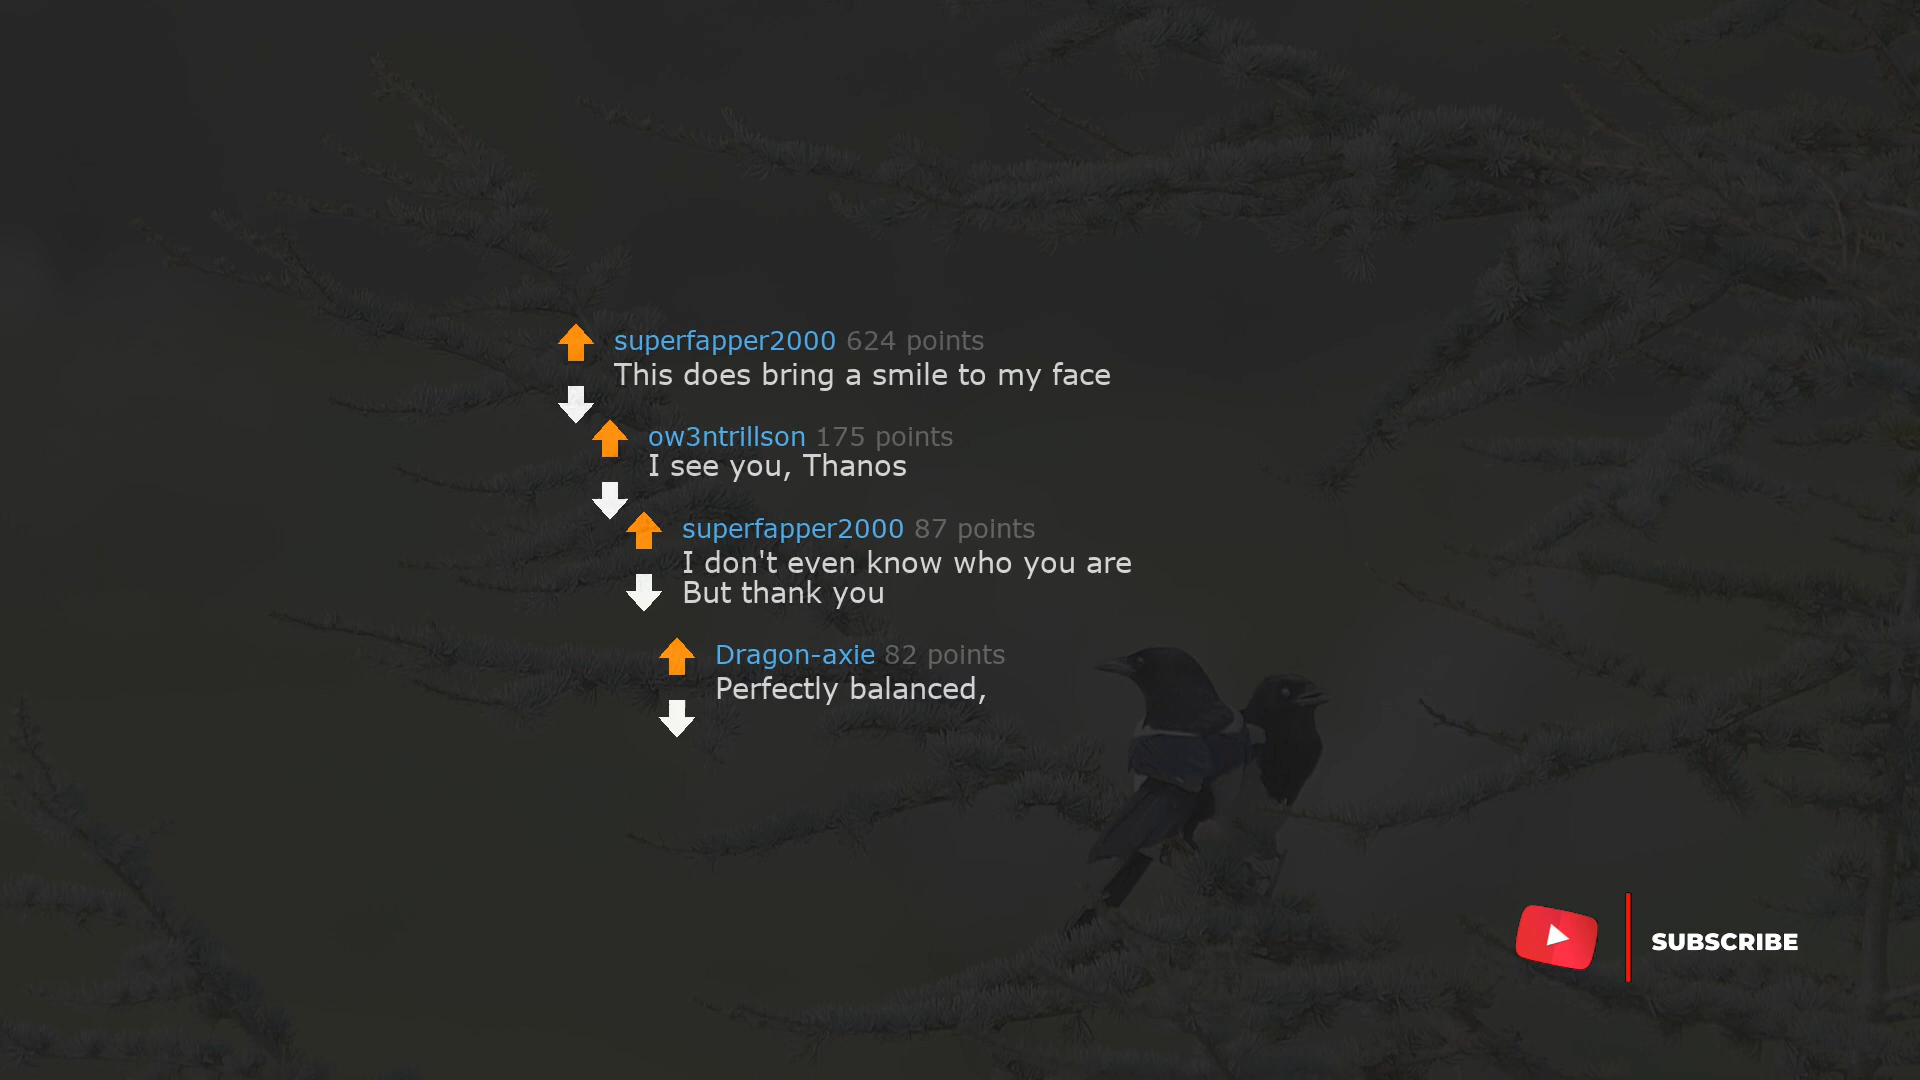 superfapper2000 624 points
This does bring a smile to my face
ow3ntrillson 175 points
I see you, Thanos
superfapper2000 87 points
I don't even know who you are
But thank you
Dragon-axie 82 points
Perfectly balanced,
SUBSCRIBE